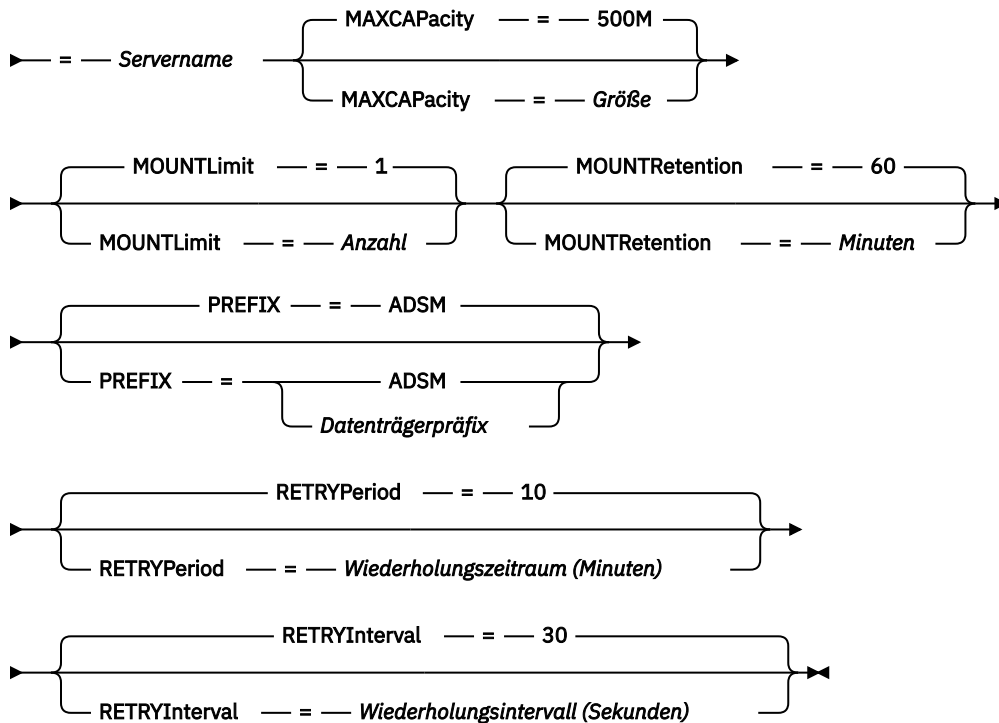 MAXCAPacity = 500M
= Servername
MAXCAPacity = Größe
MOUNTLimit = 1 MOUNTRetention = 60
MOUNTLimit = Anzahl MOUNTRetention = Minuten
PREFIX = ADSM
PREFIX = ADSM
Datenträgerpräfix
RETRYPeriod = 10
RETRYPeriod = Wiederholungszeitraum (Minuten)
RETRYInterval = 30
RETRYInterval = Wiederholungsintervall (Sekunden)